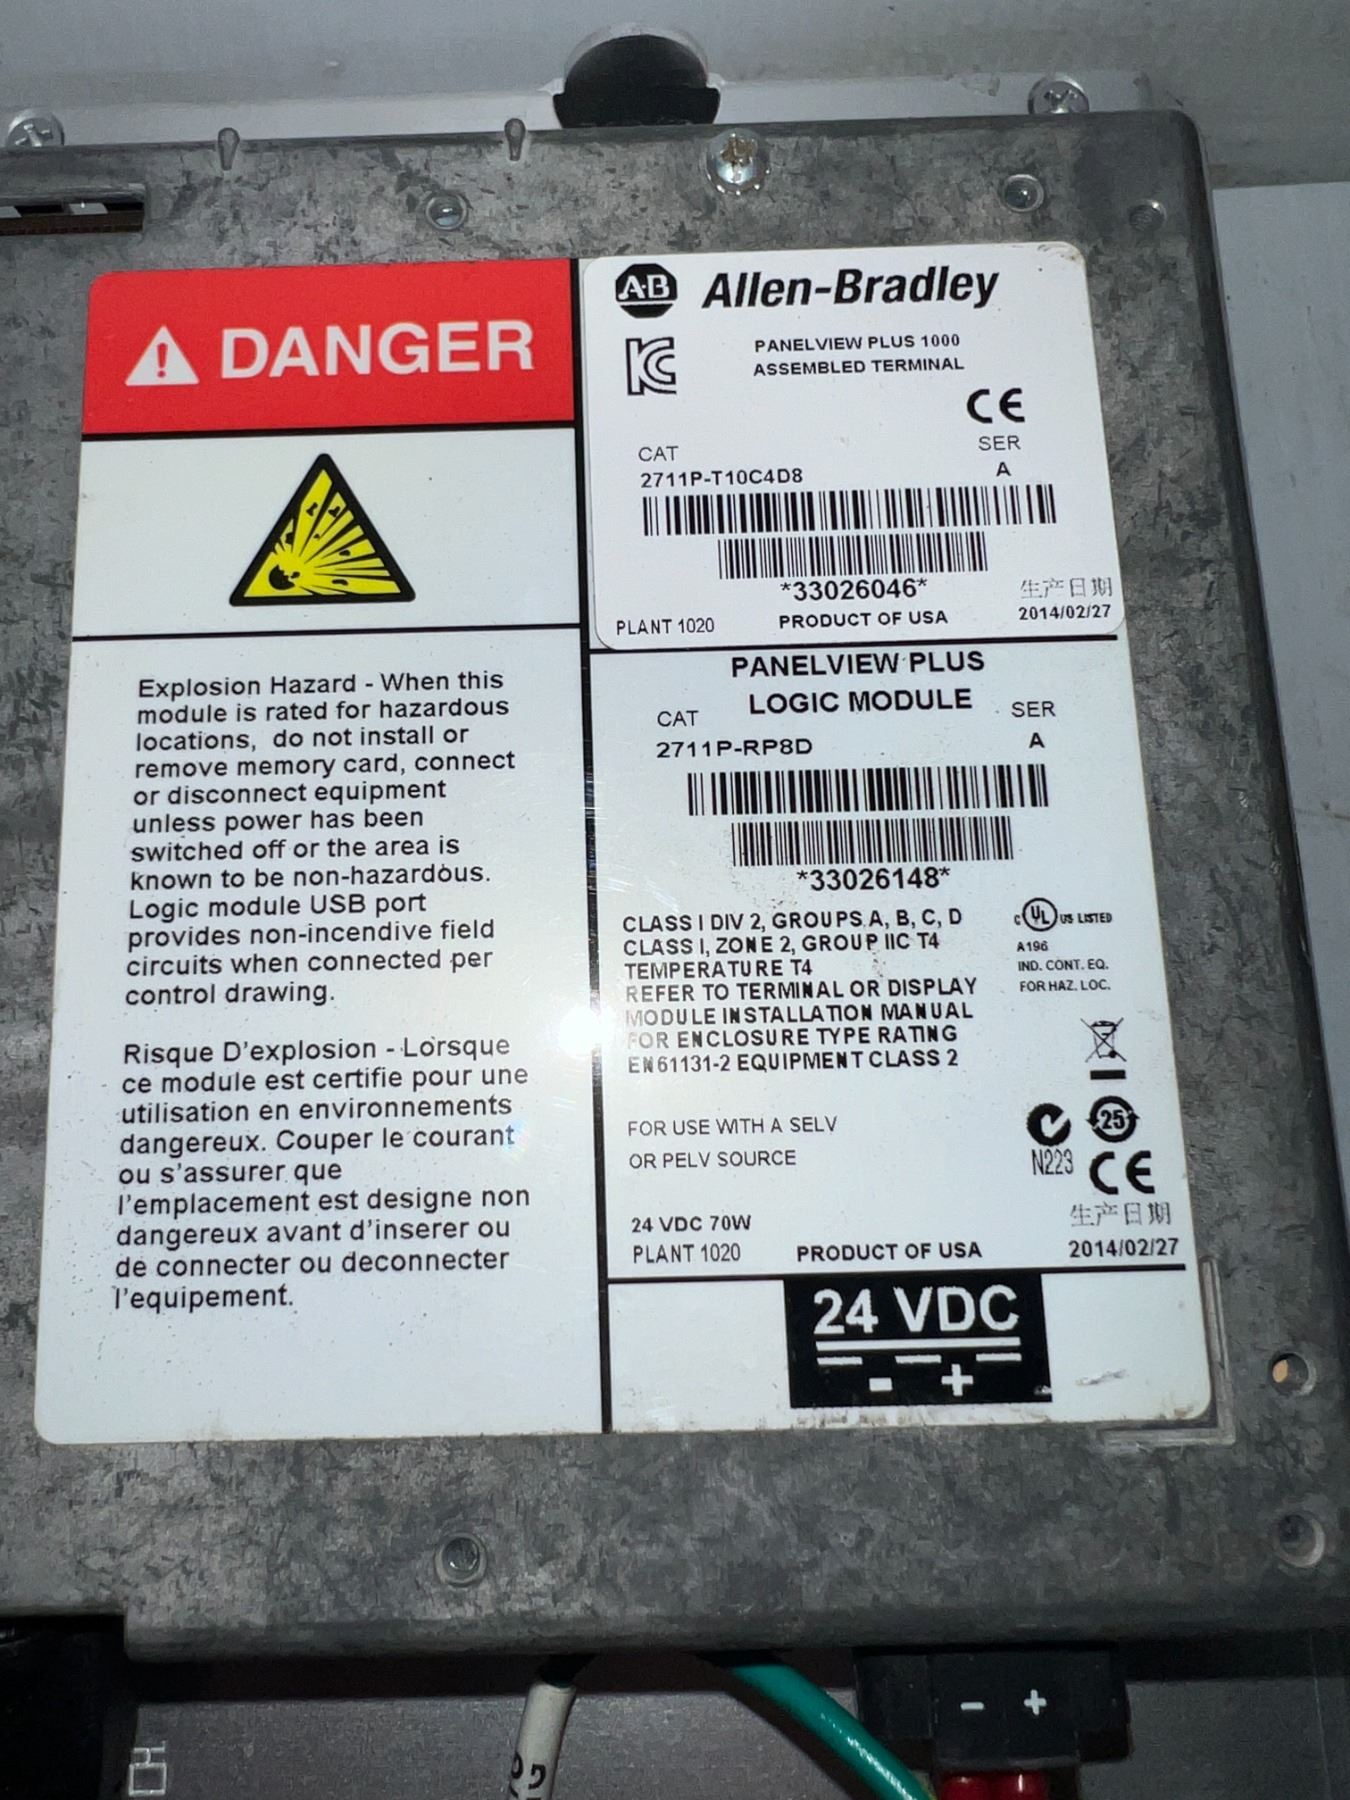 DANGER
Explosion Hazard - When this
module is rated for hazardous
locations, do not install or
remove memory card, connect
or disconnect equipment
unless power has been
switched off or the area is
known to be non-hazardous.
Logic module USB port
provides non-incendive field
circuits when connected per
control drawing.
Risque D'explosion - Lorsque
ce module est certifie pour une
utilisation en environnements
dangereux. Couper le courant
ou s'assurer que
l'emplacement est designe non
dangereux avant d'inserer ou
de connecter ou deconnecter
l'equipement.
A-B Allen-Bradley
PANELVIEW PLUS 1000
ASSEMBLED TERMINAL
CE
CAT SER
2711P-T10C4D8 A
*33026046*
生产日期
PLANT 1020 PRODUCT OF USA 2014/02/27
PANELVIEW PLUS
LOGIC MODULE
CAT SER
2711P-RP8D A
*33026148*
CLASS I DIV 2, GROUPS A, B, C, D
CLASS I, ZONE 2, GROUP IIC T4
TEMPERATURE T4
REFER TO TERMINAL OR DISPLAY
MODULE INSTALLATION MANUAL
FOR ENCLOSURE TYPE RATING
EN61131-2 EQUIPMENT CLASS 2
C UL US LISTED
A196
IND. CONT. EQ.
FOR HAZ. LOC.
FOR USE WITH A SELV
OR PELV SOURCE
25
N223 CE
24 VDC 70W
生产日期
PLANT 1020 PRODUCT OF USA 2014/02/27
24 VDC
- +
- +